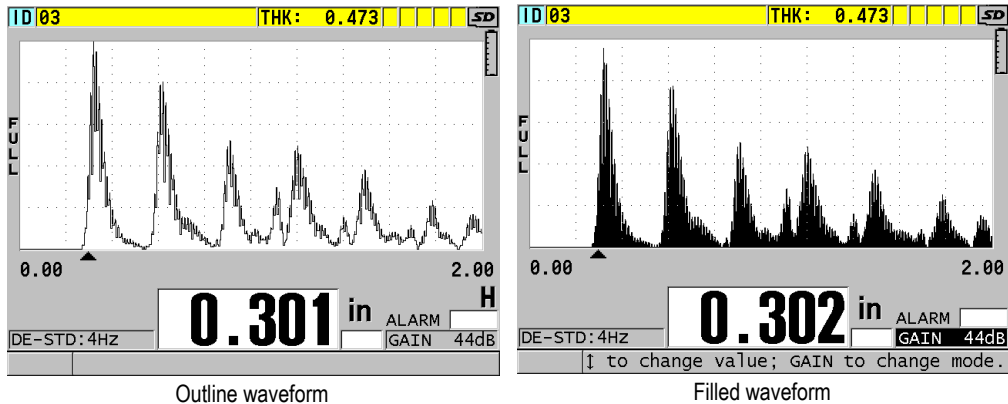 ID 03 THK: 0.473 SD
FULL
0.00 2.00
0.301 in
H
ALARM
DE-STD:4Hz GAIN 44dB
Outline waveform
ID 03 THK: 0.473 SD
FULL
0.00 2.00
0.302 in
ALARM
DE-STD:4Hz GAIN 44dB
↕ to change value; GAIN to change mode.
Filled waveform